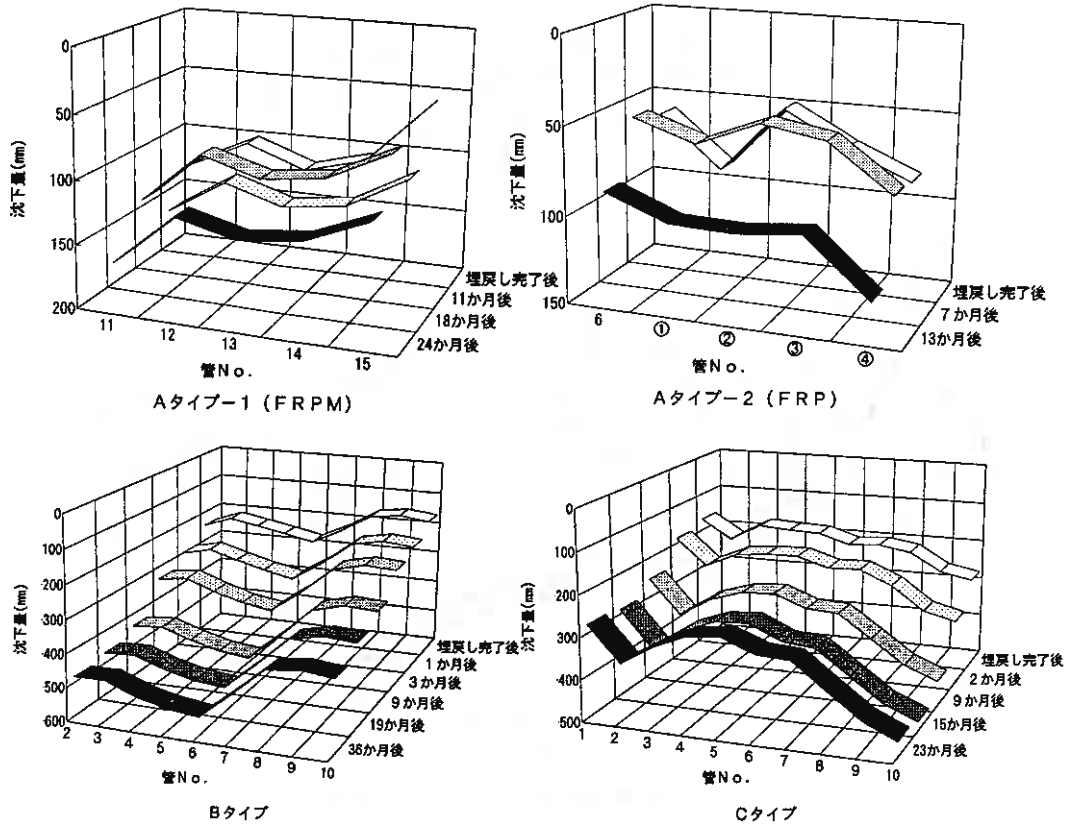 0
50
100
150
200
沈下量(mm)
11
12
13
14
15
管No.
埋戻し完了後
11か月後
18か月後
24か月後
Aタイプ－1（FRPM）
0
50
100
150
沈下量(mm)
6
①
②
③
④
管No.
埋戻し完了後
7か月後
13か月後
Aタイプ－2（FRP）
0
100
200
300
400
500
600
沈下量(mm)
2
3
4
5
6
7
8
9
10
管No.
埋戻し完了後
1か月後
3か月後
9か月後
19か月後
36か月後
Bタイプ
0
100
200
300
400
500
沈下量(mm)
1
2
3
4
5
6
7
8
9
10
管No.
埋戻し完了後
2か月後
9か月後
15か月後
23か月後
Cタイプ